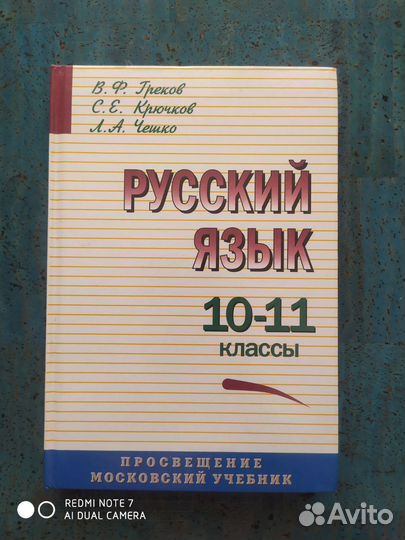 В. Ф. Греков
С. Е. Крючков
Л. А. Чешко
РУССКИЙ
ЯЗЫК
10-11
КЛАССЫ
ПРОСВЕЩЕНИЕ
МОСКОВСКИЙ УЧЕБНИК
REDMI NOTE 7
AI DUAL CAMERA
Avito